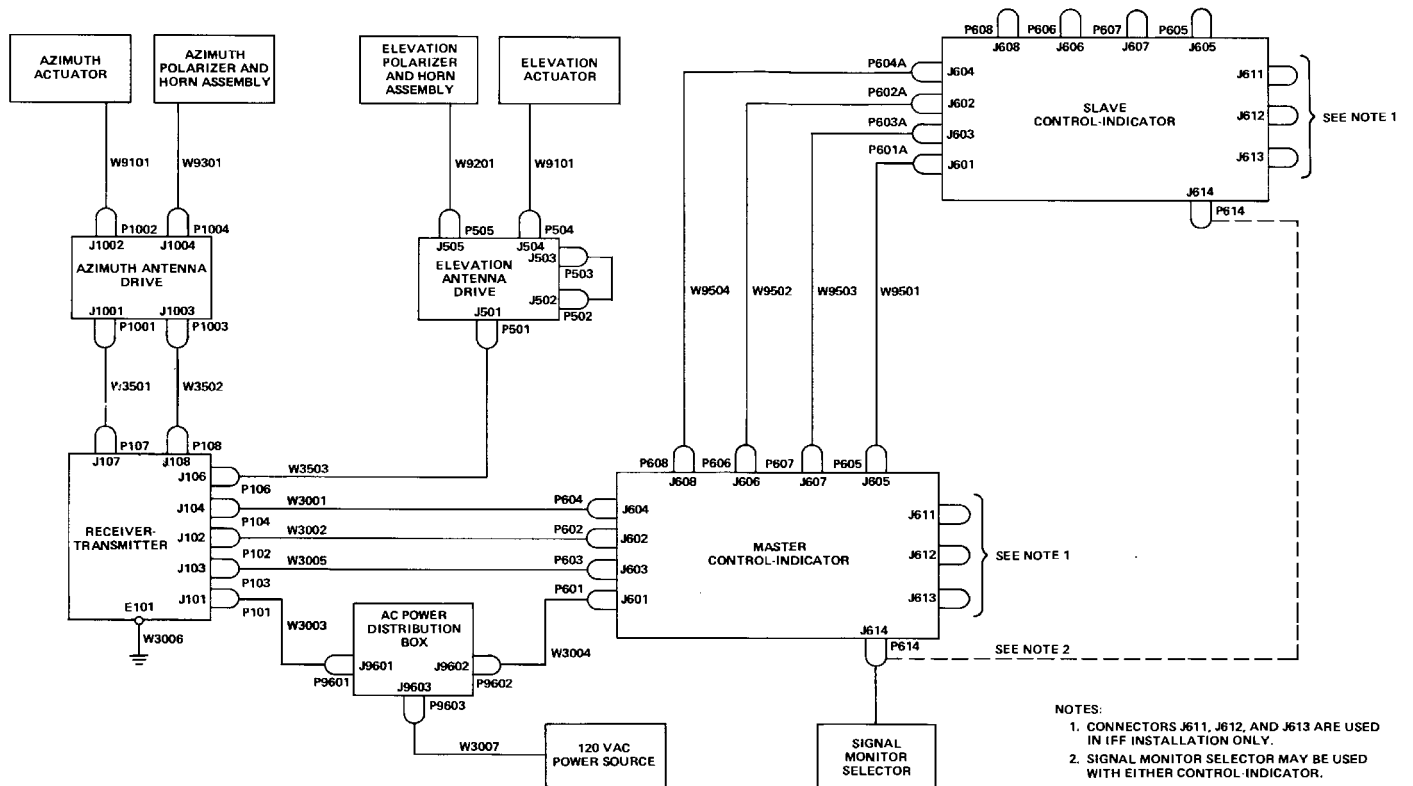 P608
J608
P606
J606
P607
J607
P605
J605
AZIMUTH
ACTUATOR
AZIMUTH
POLARIZER AND
HORN ASSEMBLY
ELEVATION
POLARIZER
AND HORN
ASSEMBLY
ELEVATION
ACTUATOR
P604A
J604
P602A
J602
P603A
J603
P601A
J601
SLAVE
CONTROL-INDICATOR
J611
J612
J613
SEE NOTE 1
J614
P614
W9101
W9301
W9201
W9101
P1002
J1002
P1004
J1004
AZIMUTH ANTENNA
DRIVE
J1001
P1001
J1003
P1003
P505
J505
P504
J504
J503
P503
ELEVATION
ANTENNA
DRIVE
J502
P502
J501
P501
W9504
W9502
W9503
W9501
W3501
W3502
P107
J107
P108
J108
J106
P106
W3503
J104
P104
W3001
P604
J604
J102
P102
W3002
P602
J602
J103
P103
W3005
P603
J603
J101
P101
W3003
P601
J601
RECEIVER-
TRANSMITTER
E101
W3006
P608
J608
P606
J606
P607
J607
P605
J605
MASTER
CONTROL-INDICATOR
J611
J612
J613
SEE NOTE 1
J614
P614
SEE NOTE 2
AC POWER
DISTRIBUTION
BOX
J9601
P9601
J9602
P9602
W3004
J9603
P9603
W3007
120 VAC
POWER SOURCE
SIGNAL
MONITOR
SELECTOR
NOTES:
1. CONNECTORS J611, J612, AND J613 ARE USED
IN IFF INSTALLATION ONLY.
2. SIGNAL MONITOR SELECTOR MAY BE USED
WITH EITHER CONTROL-INDICATOR.